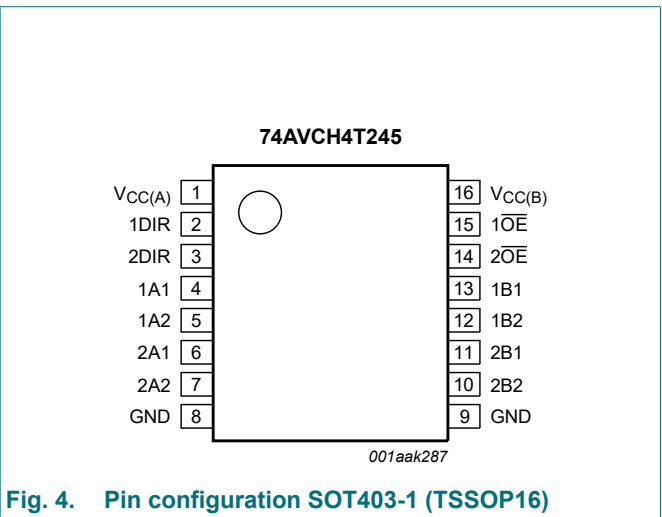 74AVCH4T245
VCC(A) 1 16 VCC(B)
1DIR 2 15 1O̅E̅
2DIR 3 14 2O̅E̅
1A1 4 13 1B1
1A2 5 12 1B2
2A1 6 11 2B1
2A2 7 10 2B2
GND 8 9 GND
001aak287
Fig. 4. Pin configuration SOT403-1 (TSSOP16)